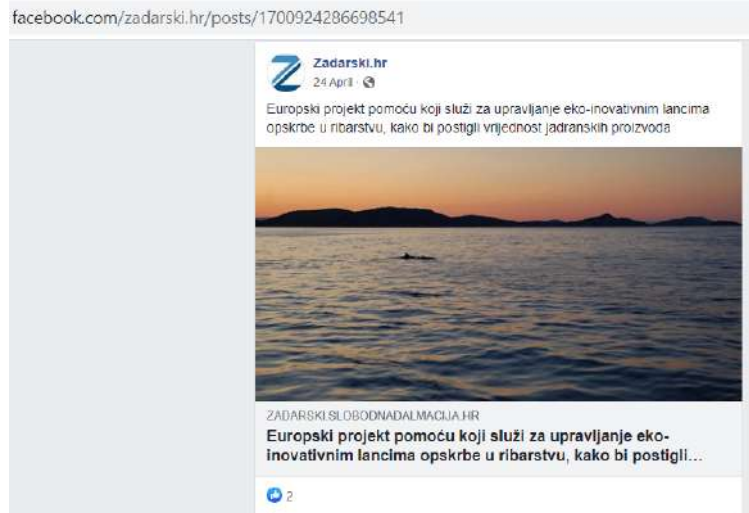 facebook.com/zadarski.hr/posts/1700924286698541
Zadarski.hr
24 April ·
Europski projekt pomoću koji služi za upravljanje eko-inovativnim lancima
opskrbe u ribarstvu, kako bi postigli vrijednost jadranskih proizvoda
ZADARSKI.SLOBODNADALMACIJA.HR
Europski projekt pomoću koji služi za upravljanje eko-
inovativnim lancima opskrbe u ribarstvu, kako bi postigli...
2